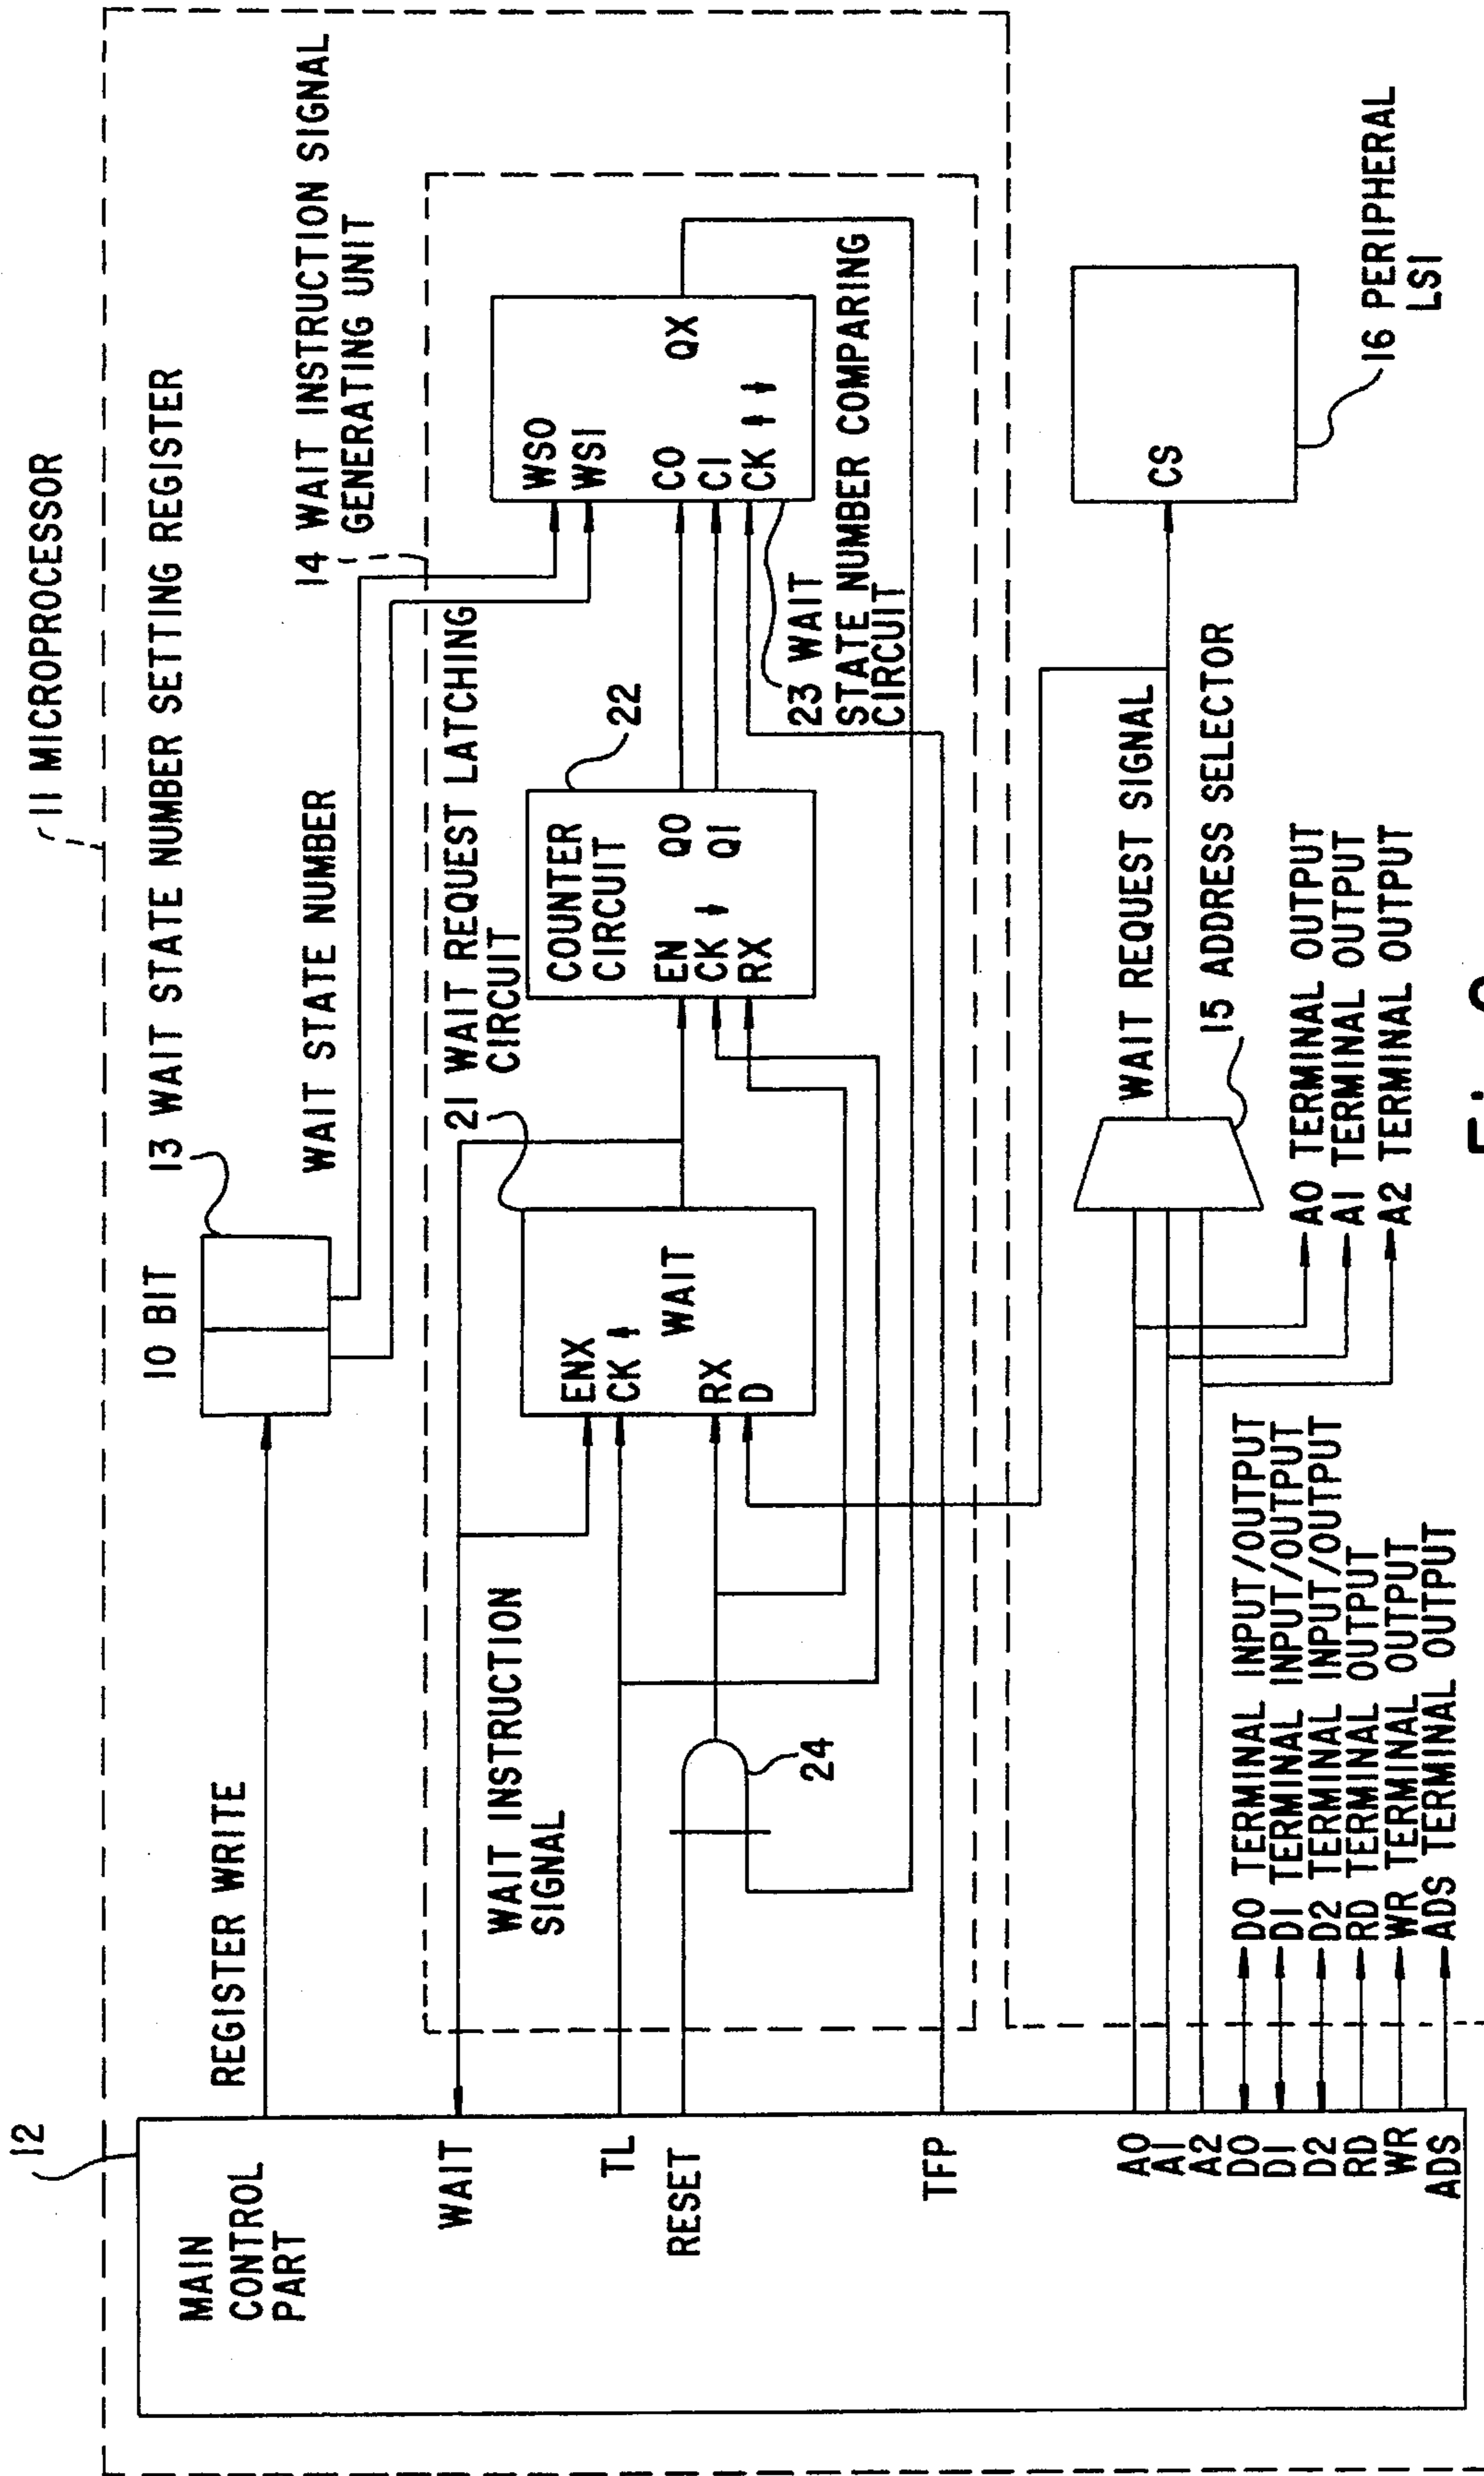 11 MICROPROCESSOR
12
MAIN
CONTROL
PART
REGISTER WRITE
10 BIT
13 WAIT STATE NUMBER SETTING REGISTER
WAIT STATE NUMBER
14 WAIT INSTRUCTION SIGNAL
GENERATING UNIT
WAIT
TL
RESET
TFP
WAIT INSTRUCTION
SIGNAL
24
21 WAIT REQUEST LATCHING
CIRCUIT
ENX
CK
WAIT
RX
D
22
COUNTER
CIRCUIT
EN
CK
RX
Q0
Q1
WS0
WS1
C0
C1
CK
QX
23 WAIT
STATE NUMBER COMPARING
CIRCUIT
A0
A1
A2
D0
D1
D2
RD
WR
ADS
D0 TERMINAL INPUT/OUTPUT
D1 TERMINAL INPUT/OUTPUT
D2 TERMINAL INPUT/OUTPUT
RD TERMINAL OUTPUT
WR TERMINAL OUTPUT
ADS TERMINAL OUTPUT
A0 TERMINAL OUTPUT
A1 TERMINAL OUTPUT
A2 TERMINAL OUTPUT
WAIT REQUEST SIGNAL
15 ADDRESS SELECTOR
CS
16 PERIPHERAL
LSI